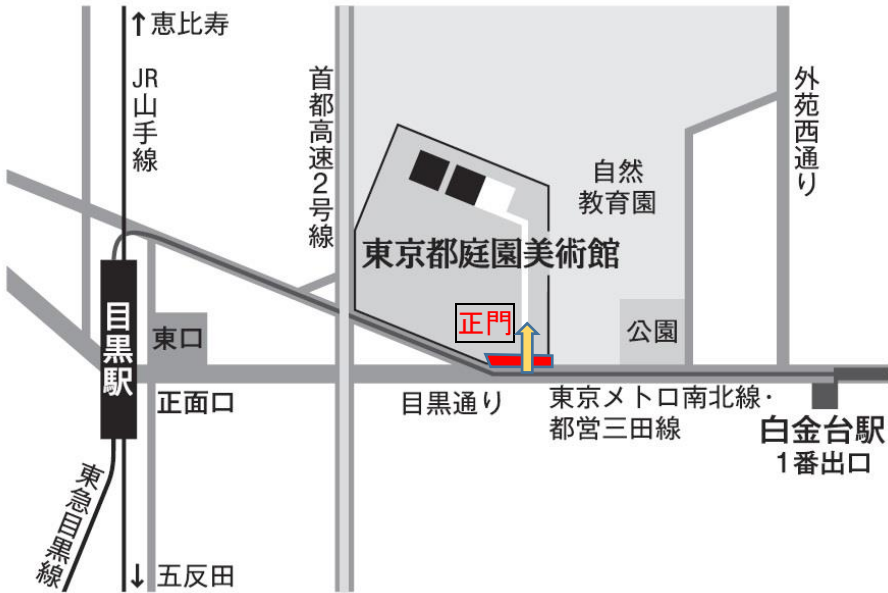 ↑恵比寿
JR山手線
首都高速2号線
外苑西通り
自然
教育園
東京都庭園美術館
正門
公園
目黒駅
東口
正面口
目黒通り
東京メトロ南北線・
都営三田線
白金台駅
1番出口
東急目黒線
↓五反田